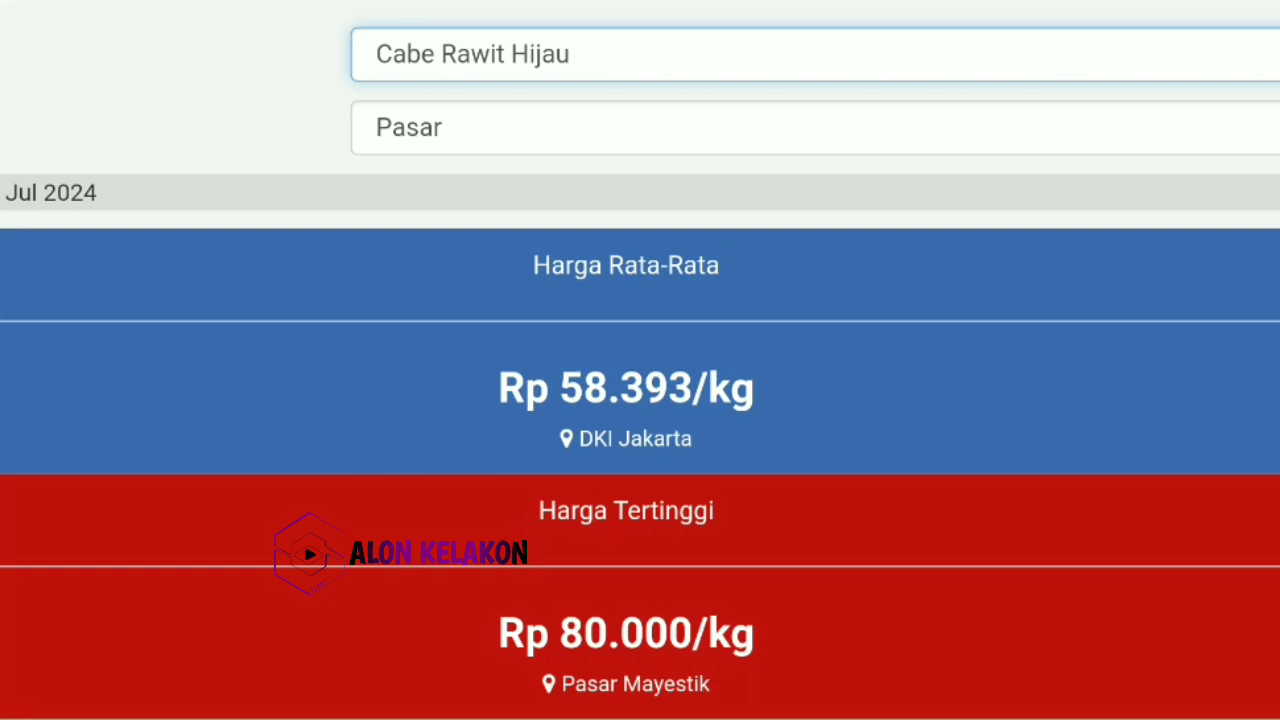 Cabe Rawit Hijau
Pasar
Jul 2024
Harga Rata-Rata
Rp 58.393/kg
DKI Jakarta
Harga Tertinggi
ALON KELAKON
Rp 80.000/kg
Pasar Mayestik